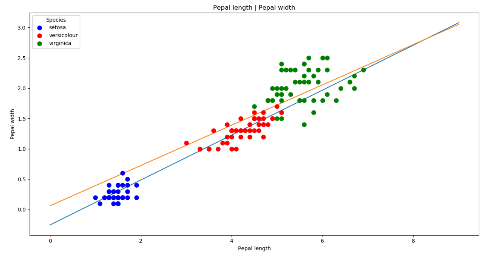 Pepal length | Pepal width
Species
setosa
versicolour
virginica
3.0
2.5
2.0
1.5
1.0
0.5
0.0
Pepal width
0
2
4
6
8
Pepal length